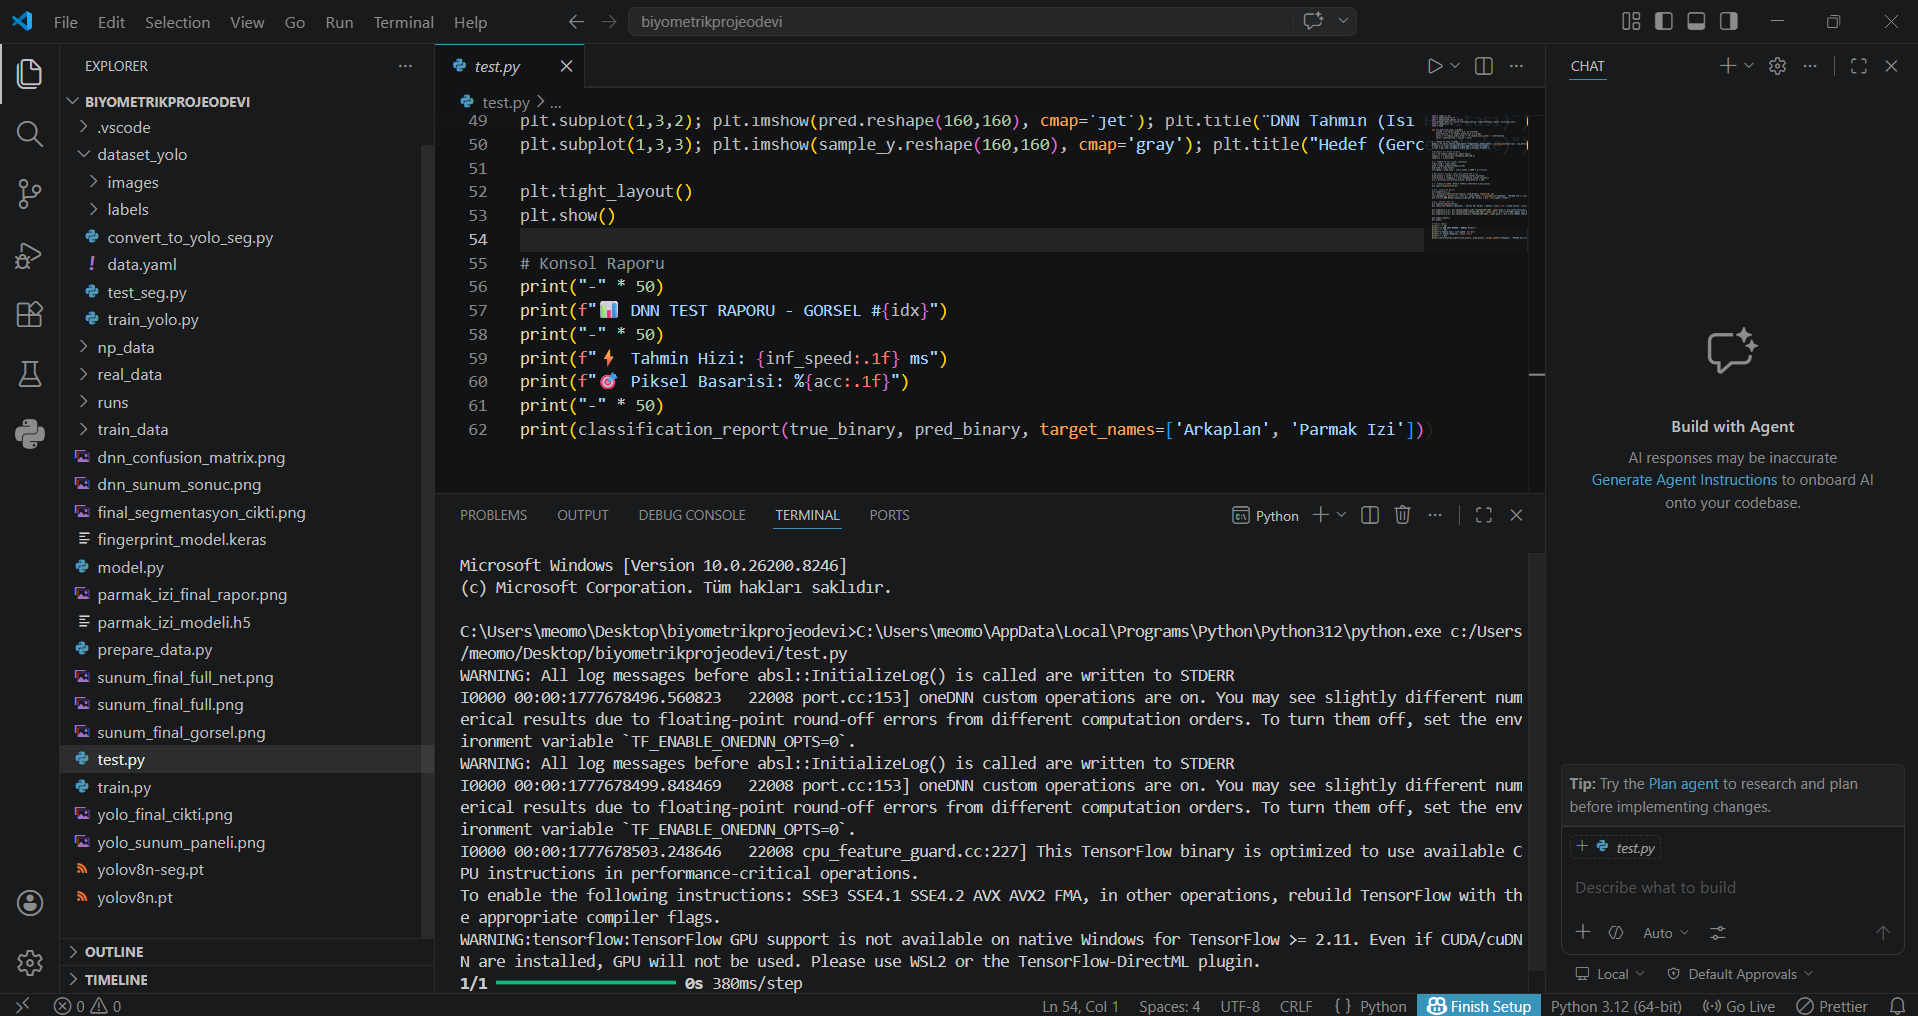 File Edit Selection View Go Run Terminal Help
biyometrikprojeodevi
EXPLORER
BIYOMETRIKPROJEODEVI
.vscode
dataset_yolo
images
labels
convert_to_yolo_seg.py
data.yaml
test_seg.py
train_yolo.py
np_data
real_data
runs
train_data
dnn_confusion_matrix.png
dnn_sunum_sonuc.png
final_segmentasyon_cikti.png
fingerprint_model.keras
model.py
parmak_izi_final_rapor.png
parmak_izi_modeli.h5
prepare_data.py
sunum_final_full_net.png
sunum_final_full.png
sunum_final_gorsel.png
test.py
train.py
yolo_final_cikti.png
yolo_sunum_paneli.png
yolov8n-seg.pt
yolov8n.pt
OUTLINE
TIMELINE
test.py
test.py > ...
49 plt.subplot(1,3,2); plt.imshow(pred.reshape(160,160), cmap='jet'); plt.title("DNN Tahmin (Isi
50 plt.subplot(1,3,3); plt.imshow(sample_y.reshape(160,160), cmap='gray'); plt.title("Hedef (Gerc
51
52 plt.tight_layout()
53 plt.show()
54
55 # Konsol Raporu
56 print("-" * 50)
57 print(f"📊 DNN TEST RAPORU - GORSEL #{idx}")
58 print("-" * 50)
59 print(f"⚡ Tahmin Hizi: {inf_speed:.1f} ms")
60 print(f"🎯 Piksel Basarisi: %{acc:.1f}")
61 print("-" * 50)
62 print(classification_report(true_binary, pred_binary, target_names=['Arkaplan', 'Parmak Izi']))
PROBLEMS OUTPUT DEBUG CONSOLE TERMINAL PORTS
Python
Microsoft Windows [Version 10.0.26200.8246]
(c) Microsoft Corporation. Tüm hakları saklıdır.
C:\Users\meomo\Desktop\biyometrikprojeodevi>C:\Users\meomo\AppData\Local\Programs\Python\Python312\python.exe c:/Users
/meomo/Desktop/biyometrikprojeodevi/test.py
WARNING: All log messages before absl::InitializeLog() is called are written to STDERR
I0000 00:00:1777678496.560823   22008 port.cc:153] oneDNN custom operations are on. You may see slightly different num
erical results due to floating-point round-off errors from different computation orders. To turn them off, set the env
ironment variable `TF_ENABLE_ONEDNN_OPTS=0`.
WARNING: All log messages before absl::InitializeLog() is called are written to STDERR
I0000 00:00:1777678499.848469   22008 port.cc:153] oneDNN custom operations are on. You may see slightly different num
erical results due to floating-point round-off errors from different computation orders. To turn them off, set the env
ironment variable `TF_ENABLE_ONEDNN_OPTS=0`.
I0000 00:00:1777678503.248646   22008 cpu_feature_guard.cc:227] This TensorFlow binary is optimized to use available C
PU instructions in performance-critical operations.
To enable the following instructions: SSE3 SSE4.1 SSE4.2 AVX AVX2 FMA, in other operations, rebuild TensorFlow with th
e appropriate compiler flags.
WARNING:tensorflow:TensorFlow GPU support is not available on native Windows for TensorFlow >= 2.11. Even if CUDA/cuDN
N are installed, GPU will not be used. Please use WSL2 or the TensorFlow-DirectML plugin.
1/1 0s 380ms/step
CHAT
Build with Agent
AI responses may be inaccurate
Generate Agent Instructions to onboard AI
onto your codebase.
Tip: Try the Plan agent to research and plan
before implementing changes.
test.py
Describe what to build
Auto
Local Default Approvals
0 0
Ln 54, Col 1 Spaces: 4 UTF-8 CRLF { } Python Finish Setup Python 3.12 (64-bit) Go Live Prettier